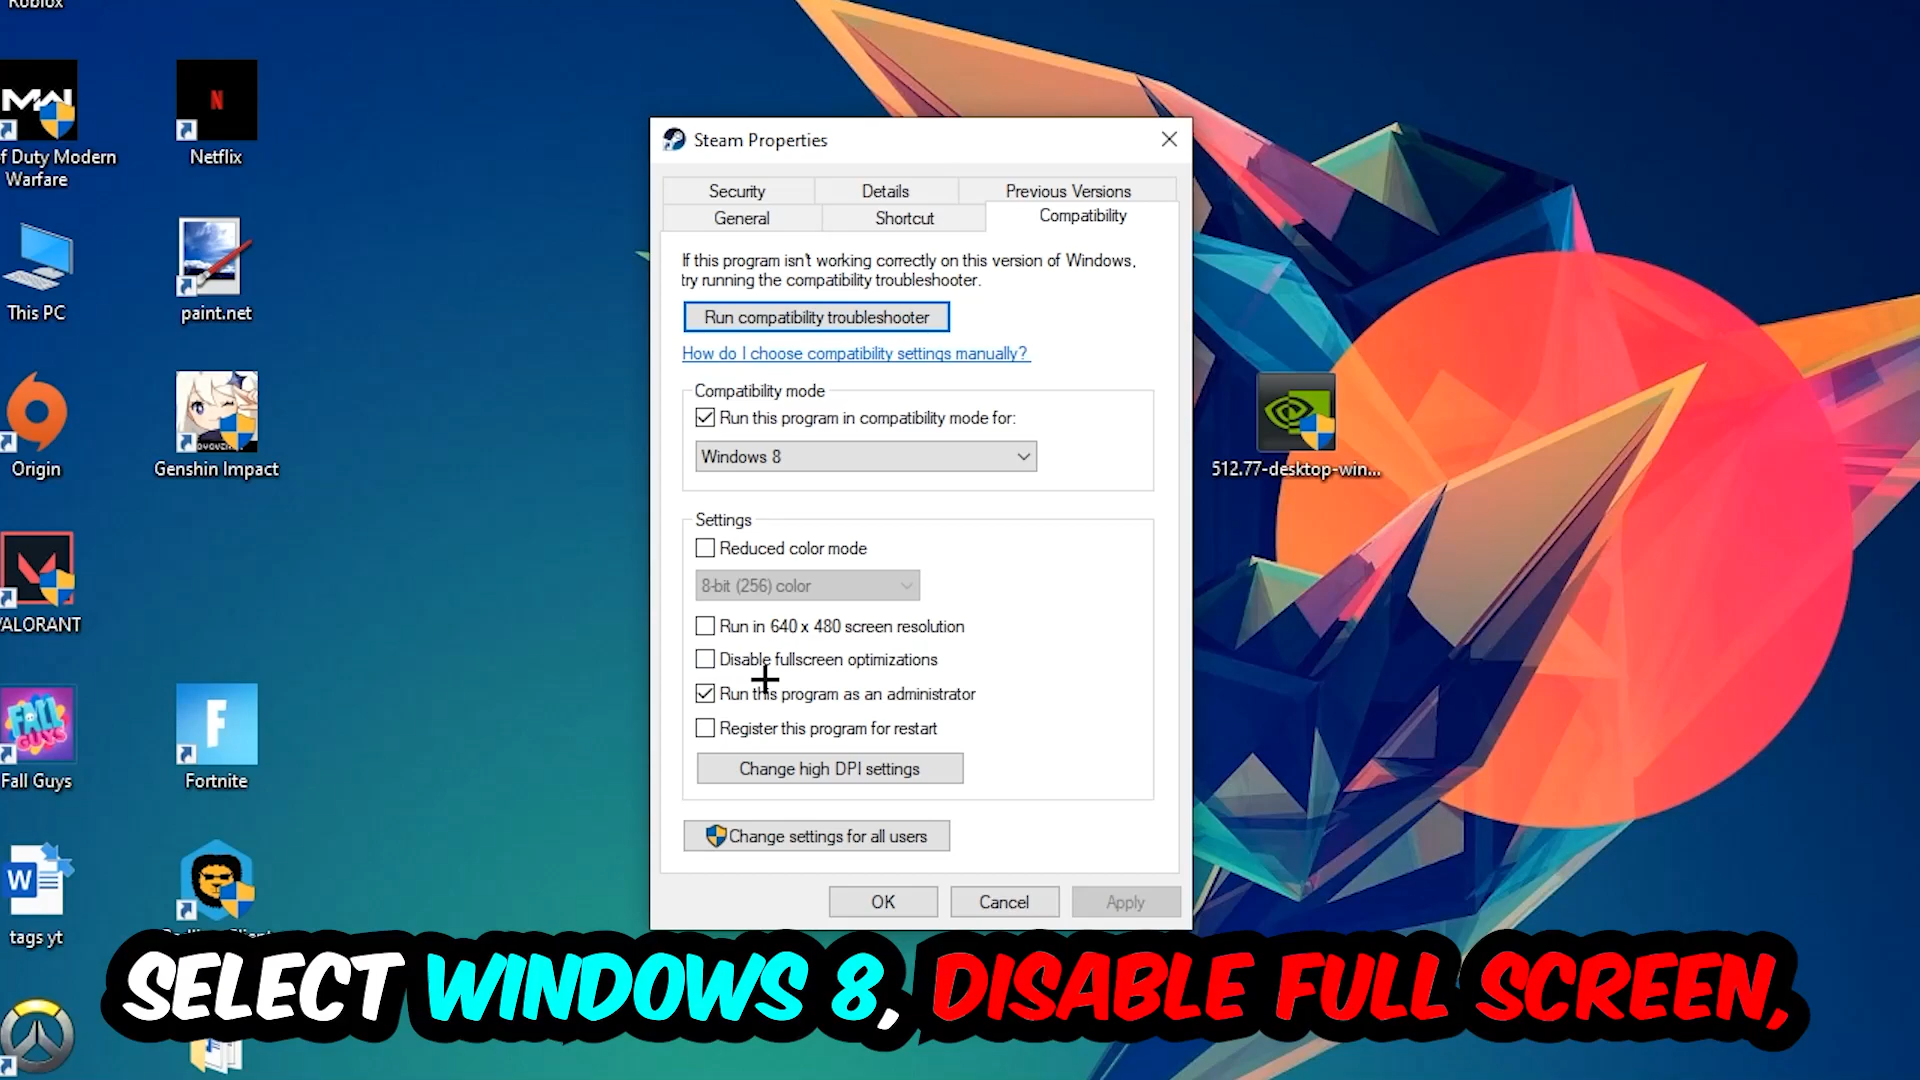 Roblox
f Duty Modern
Warfare
Netflix
This PC
paint.net
Origin
Genshin Impact
VALORANT
Fall Guys
Fortnite
W
tags yt
Steam Properties
Security
Details
Previous Versions
General
Shortcut
Compatibility
If this program isn't working correctly on this version of Windows,
try running the compatibility troubleshooter.
Run compatibility troubleshooter
How do I choose compatibility settings manually?
Compatibility mode
Run this program in compatibility mode for:
Windows 8
Settings
Reduced color mode
8-bit (256) color
Run in 640 x 480 screen resolution
Disable fullscreen optimizations
Run this program as an administrator
Register this program for restart
Change high DPI settings
Change settings for all users
OK
Cancel
Apply
512.77-desktop-win...
SELECT WINDOWS 8, DISABLE FULL SCREEN,